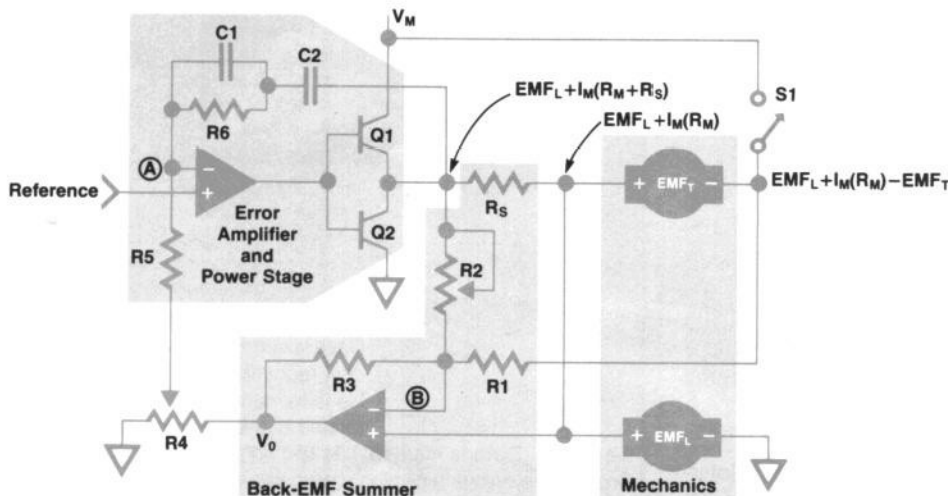 V_M
C1
C2
R6
Q1
EMF_L+I_M(R_M+R_S)
S1
EMF_L+I_M(R_M)
A
Reference
−
+
Error
Amplifier
and
Power Stage
Q2
R_S
+ EMF_T −
EMF_L+I_M(R_M)−EMF_T
R5
R2
R3
R1
B
−
+
R4
V_0
+ EMF_L −
Back-EMF Summer
Mechanics